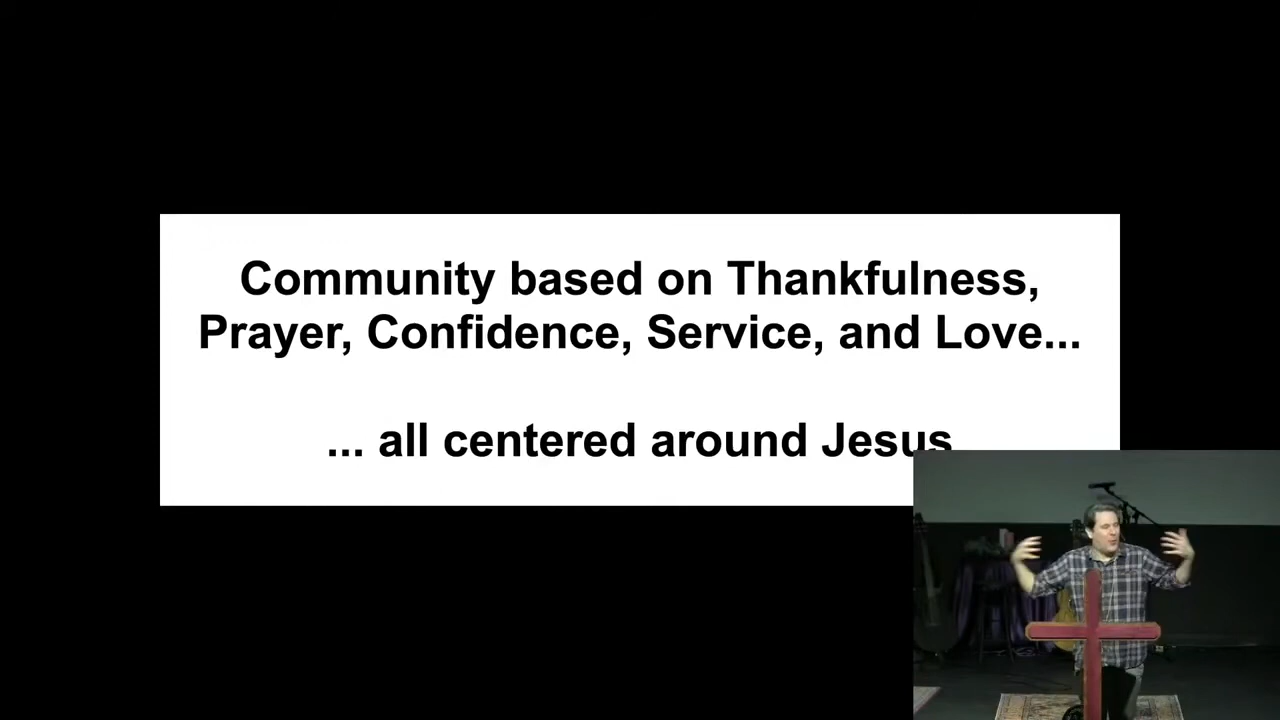 Community based on Thankfulness,
Prayer, Confidence, Service, and Love...
... all centered around Jesus